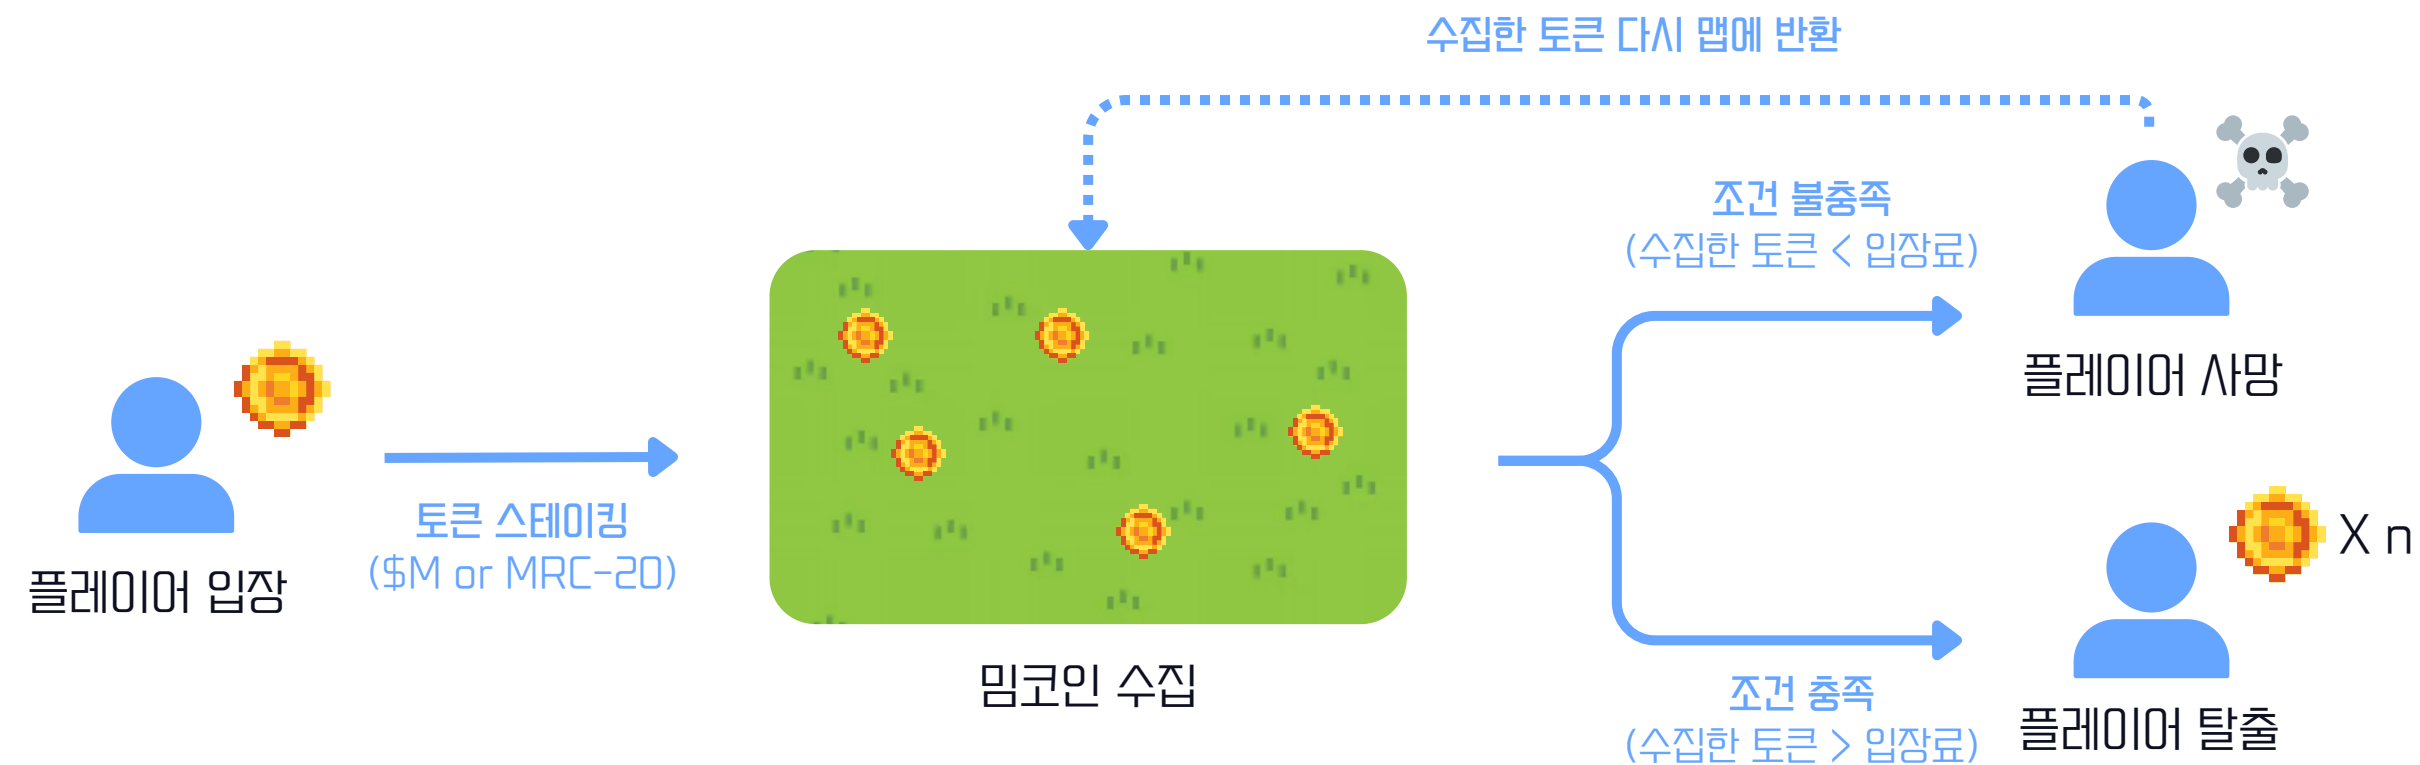 수집한 토큰 다시 맵에 반환
조건 불충족
(수집한 토큰 < 입장료)
플레이어 사망
토큰 스테이킹
($M or MRC-20)
플레이어 입장
X n
밈코인 수집
조건 충족
(수집한 토큰 > 입장료)
플레이어 탈출